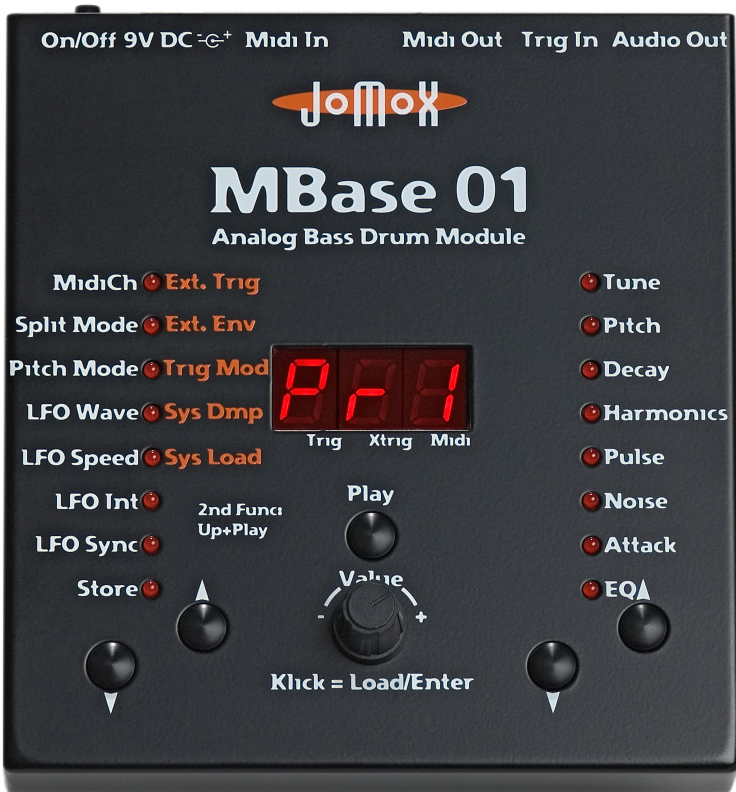 On/Off 9V DC Midi In Midi Out Trig In Audio Out
JoMoX
MBase 01
Analog Bass Drum Module
MidiCh Ext. Trig
Split Mode Ext. Env
Pitch Mode Trig Mod
LFO Wave Sys Dmp
LFO Speed Sys Load
LFO Int
LFO Sync
Store
Pr1
Trig Xtrig Midi
2nd Func:
Up+Play
Play
Value
- +
Klick = Load/Enter
Tune
Pitch
Decay
Harmonics
Pulse
Noise
Attack
EQ